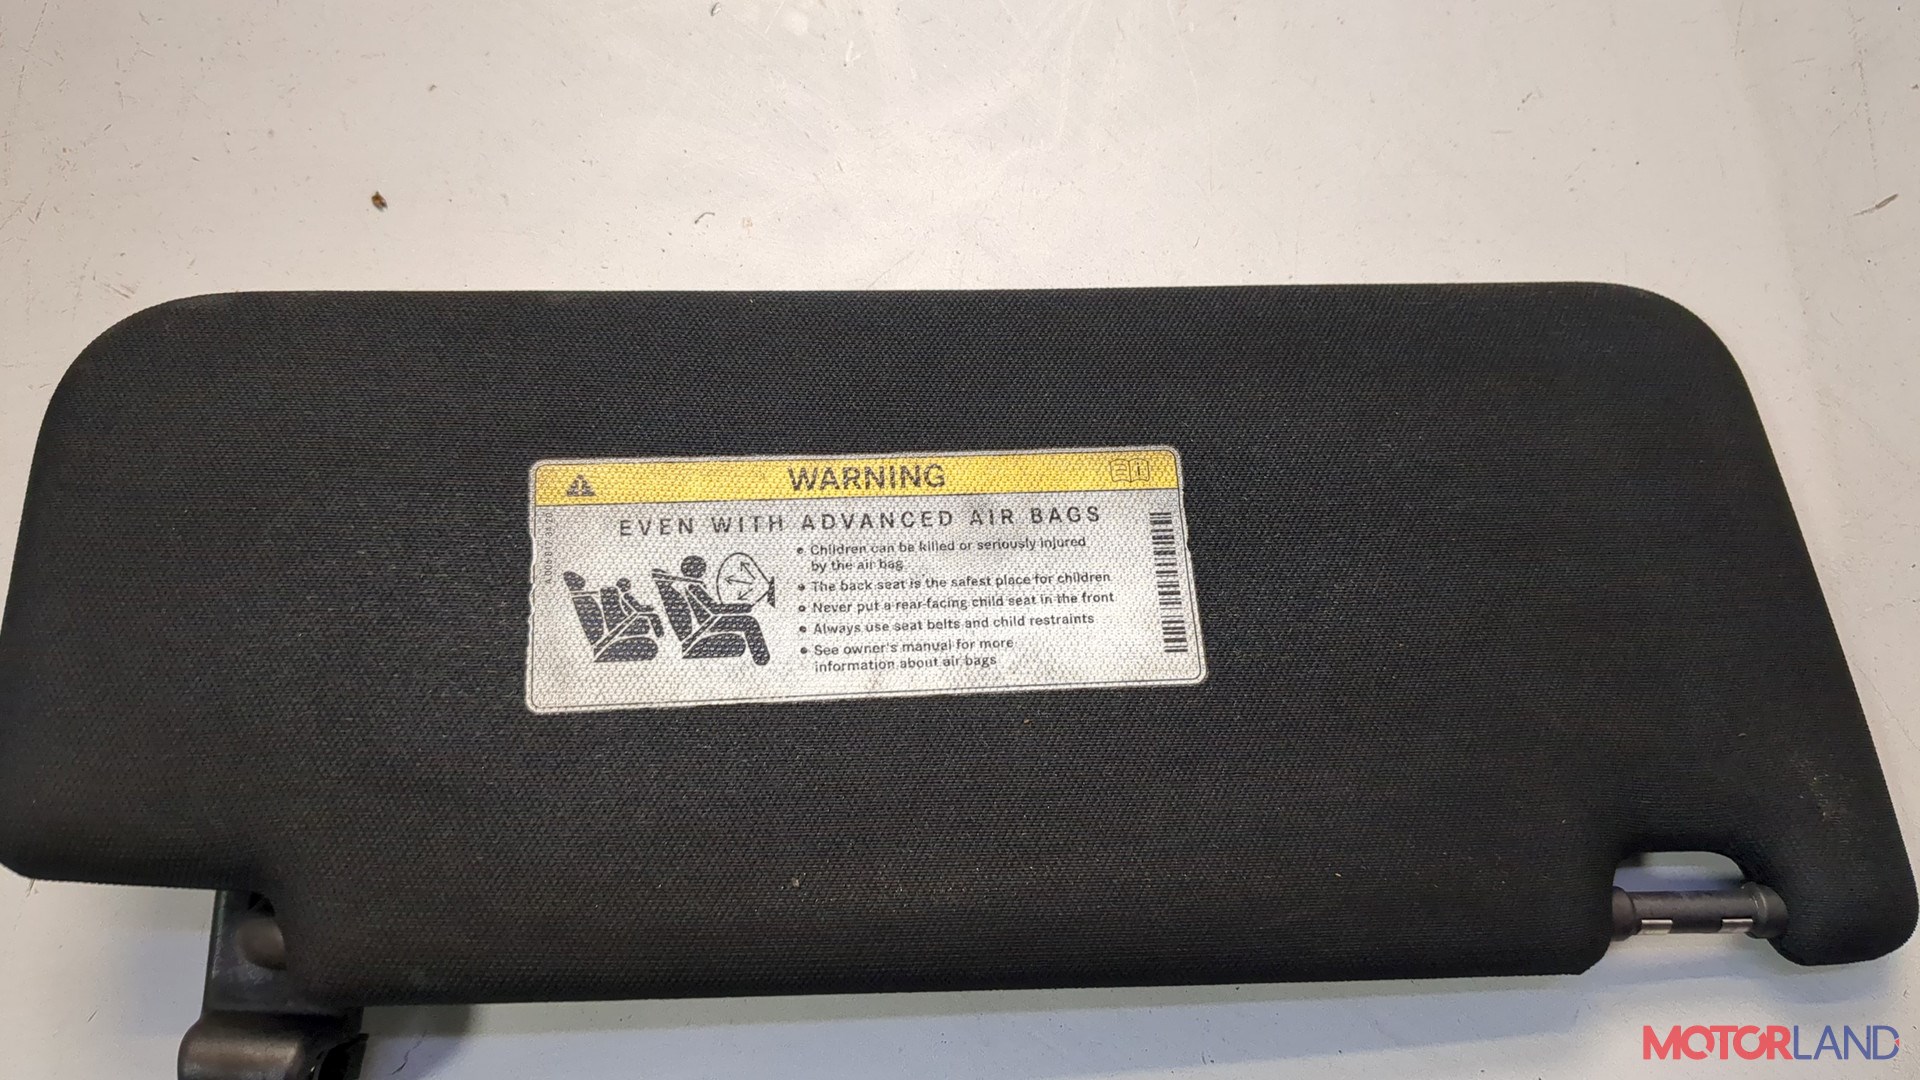 WARNING
EVEN WITH ADVANCED AIR BAGS
• Children can be killed or seriously injured
by the air bag
• The back seat is the safest place for children
• Never put a rear-facing child seat in the front
• Always use seat belts and child restraints
• See owner's manual for more
information about air bags
MOTORLAND